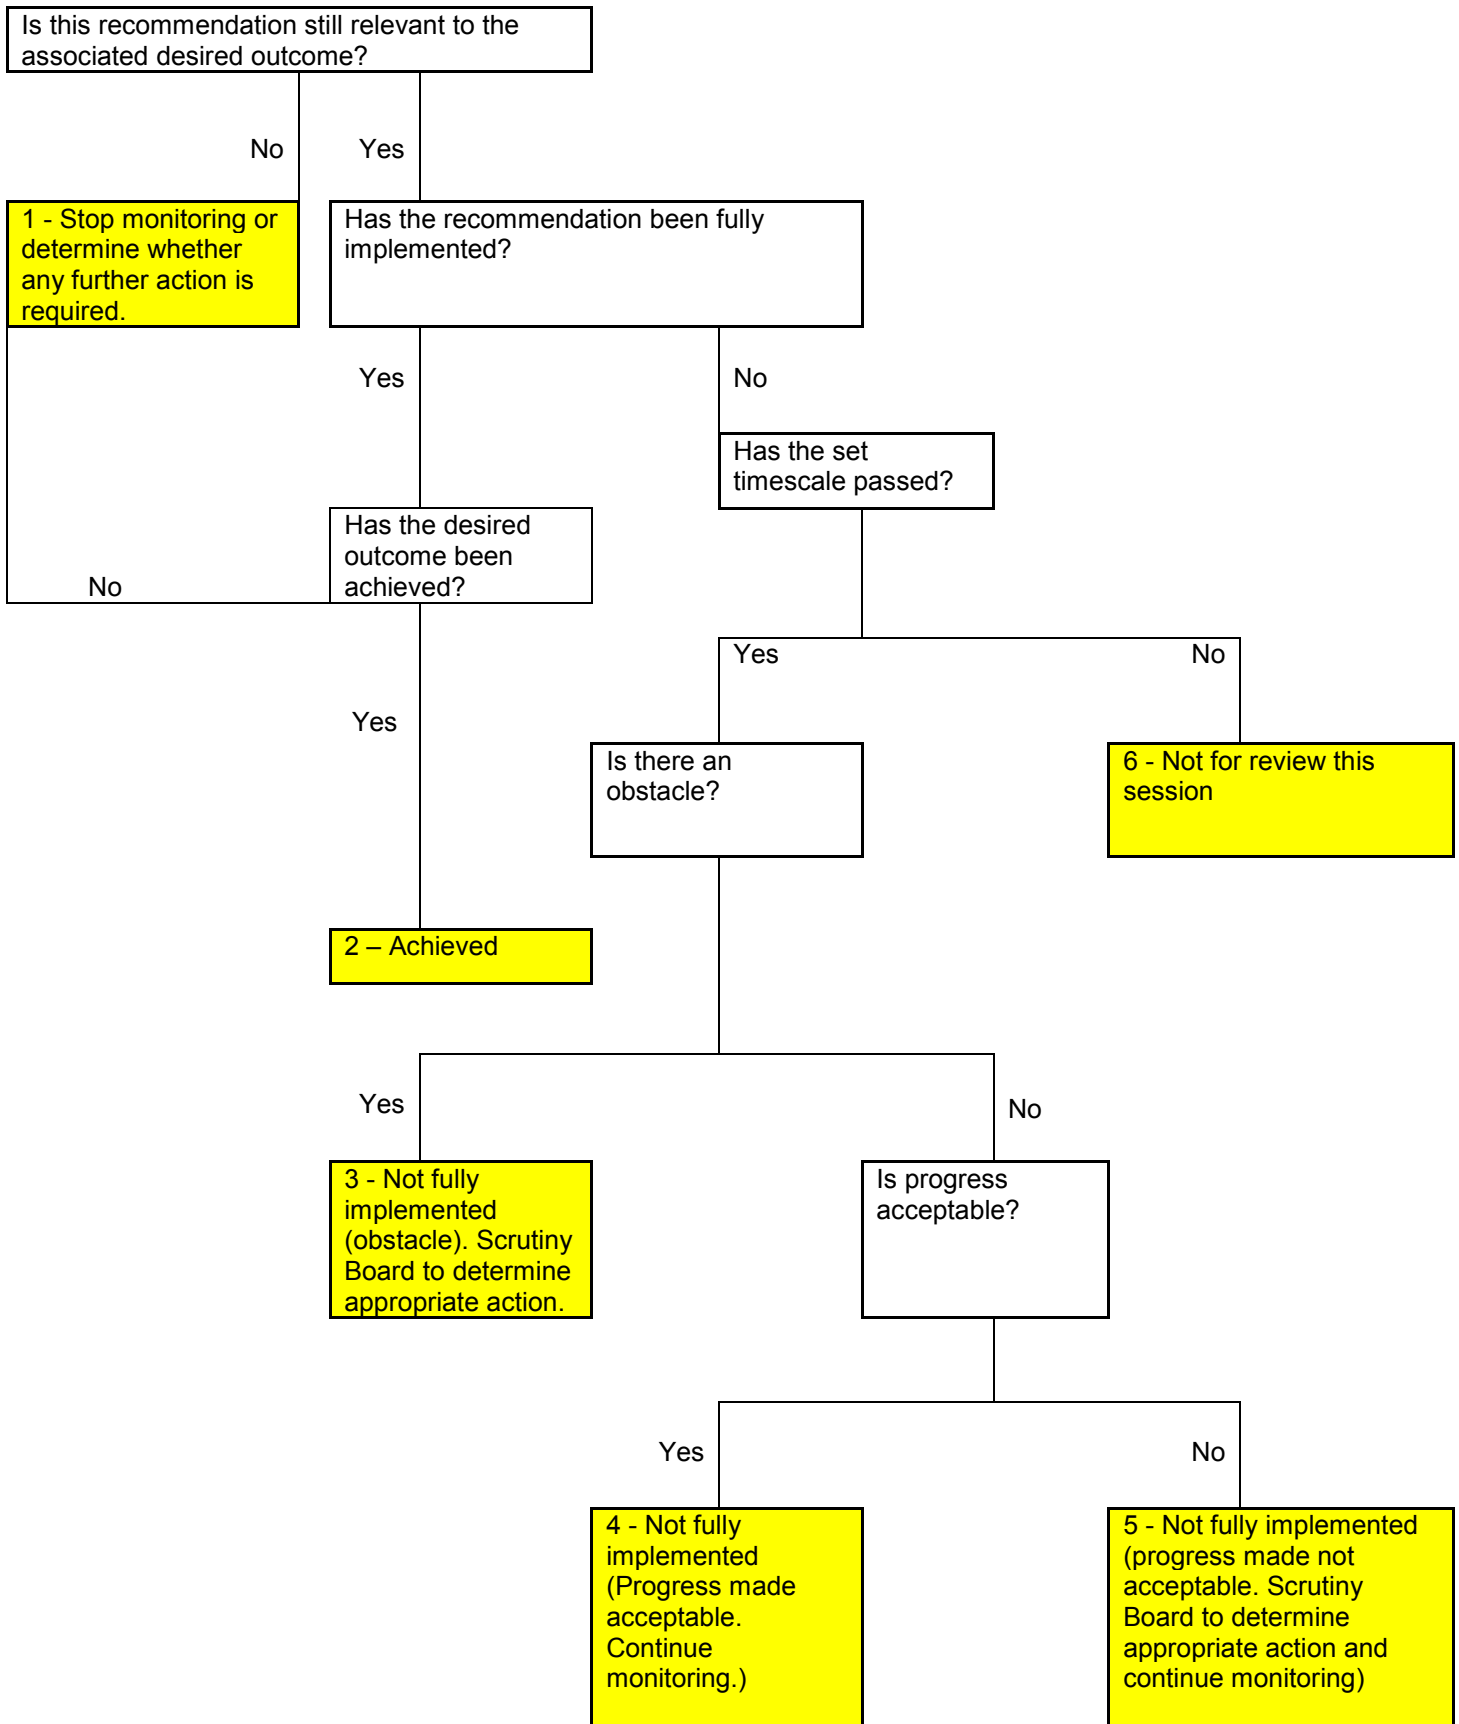 Is this recommendation still relevant to the
associated desired outcome?
No
Yes
1 - Stop monitoring or
determine whether
any further action is
required.
Has the recommendation been fully
implemented?
Yes
No
Has the set
timescale passed?
Has the desired
outcome been
achieved?
No
Yes
No
Yes
Is there an
obstacle?
6 - Not for review this
session
2 – Achieved
Yes
No
3 - Not fully
implemented
(obstacle). Scrutiny
Board to determine
appropriate action.
Is progress
acceptable?
Yes
No
4 - Not fully
implemented
(Progress made
acceptable.
Continue
monitoring.)
5 - Not fully implemented
(progress made not
acceptable. Scrutiny
Board to determine
appropriate action and
continue monitoring)